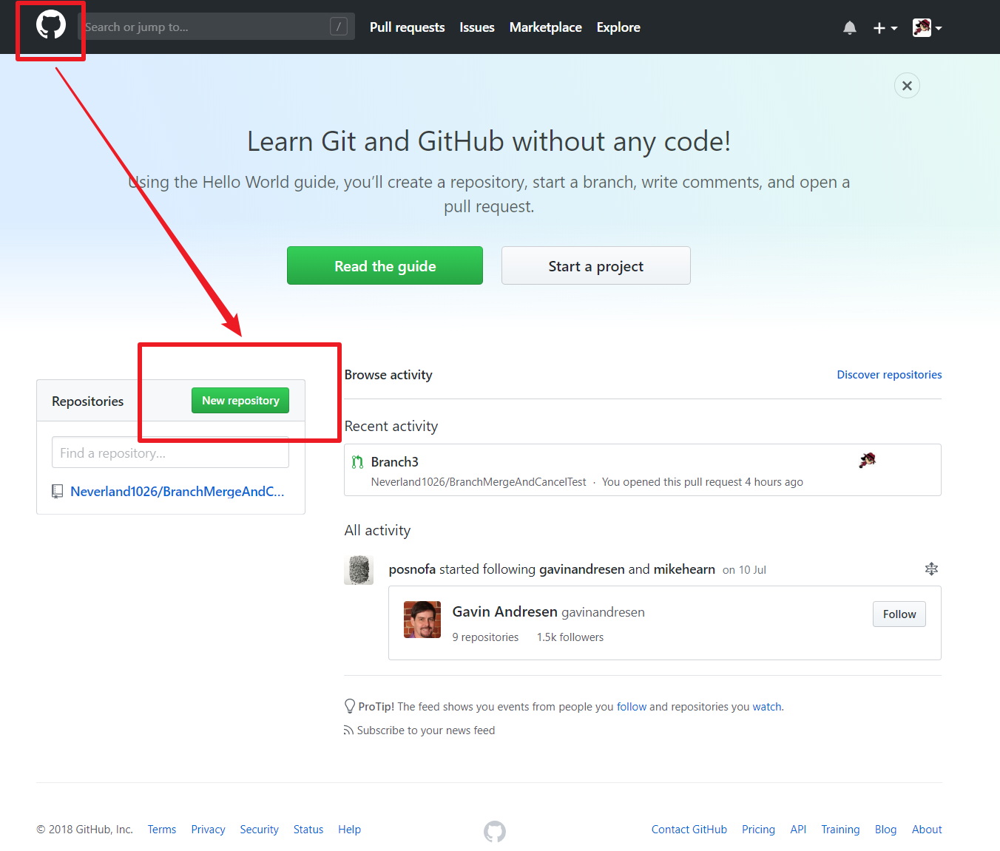 Search or jump to... /
Pull requests Issues Marketplace Explore
Learn Git and GitHub without any code!
Using the Hello World guide, you’ll create a repository, start a branch, write comments, and open a
pull request.
Read the guide
Start a project
Repositories
New repository
Find a repository...
Neverland1026/BranchMergeAndC...
Browse activity
Discover repositories
Recent activity
Branch3
Neverland1026/BranchMergeAndCancelTest · You opened this pull request 4 hours ago
All activity
posnofa started following gavinandresen and mikehearn on 10 Jul
Gavin Andresen gavinandresen
Follow
9 repositories 1.5k followers
ProTip! The feed shows you events from people you follow and repositories you watch.
Subscribe to your news feed
© 2018 GitHub, Inc. Terms Privacy Security Status Help
Contact GitHub Pricing API Training Blog About